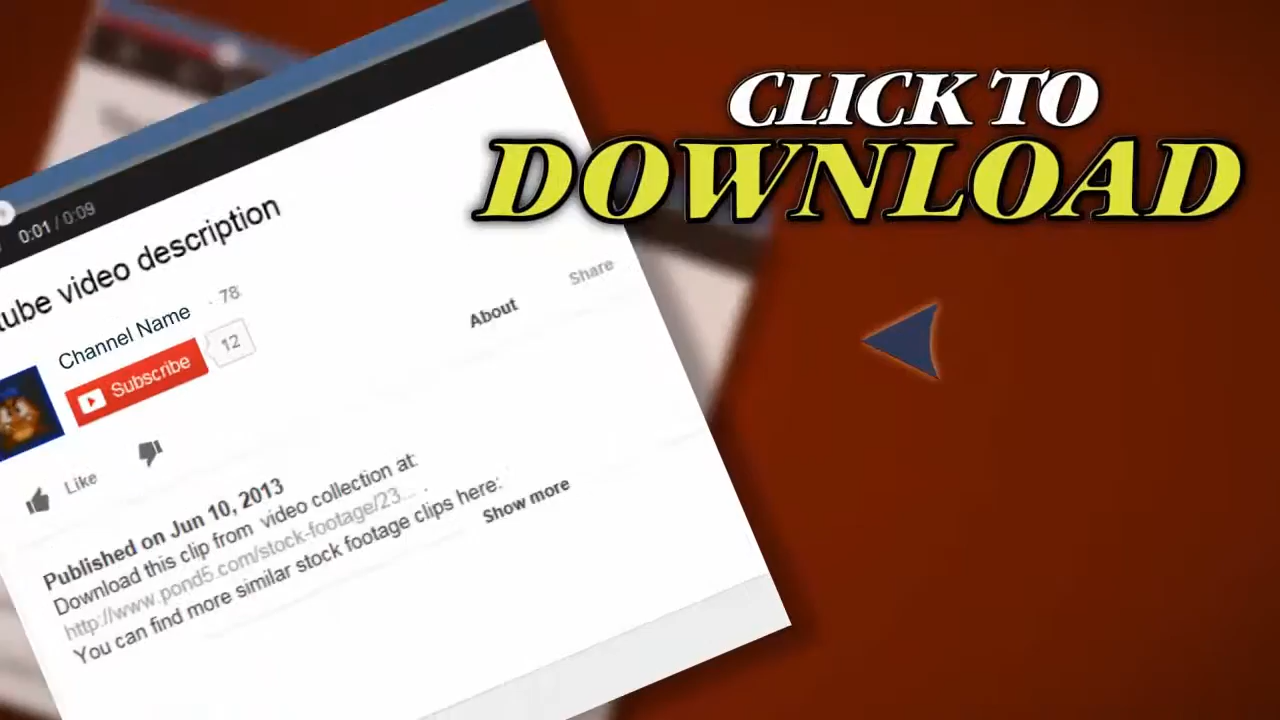 CLICK TO
DOWNLOAD
0:01 / 0:09
tube video description
Channel Name
78
Subscribe
12
About
Share
Like
Published on Jun 10, 2013
Download this clip from video collection at:
http://www.pond5.com/stock-footage/23...
You can find more similar stock footage clips here:
Show more